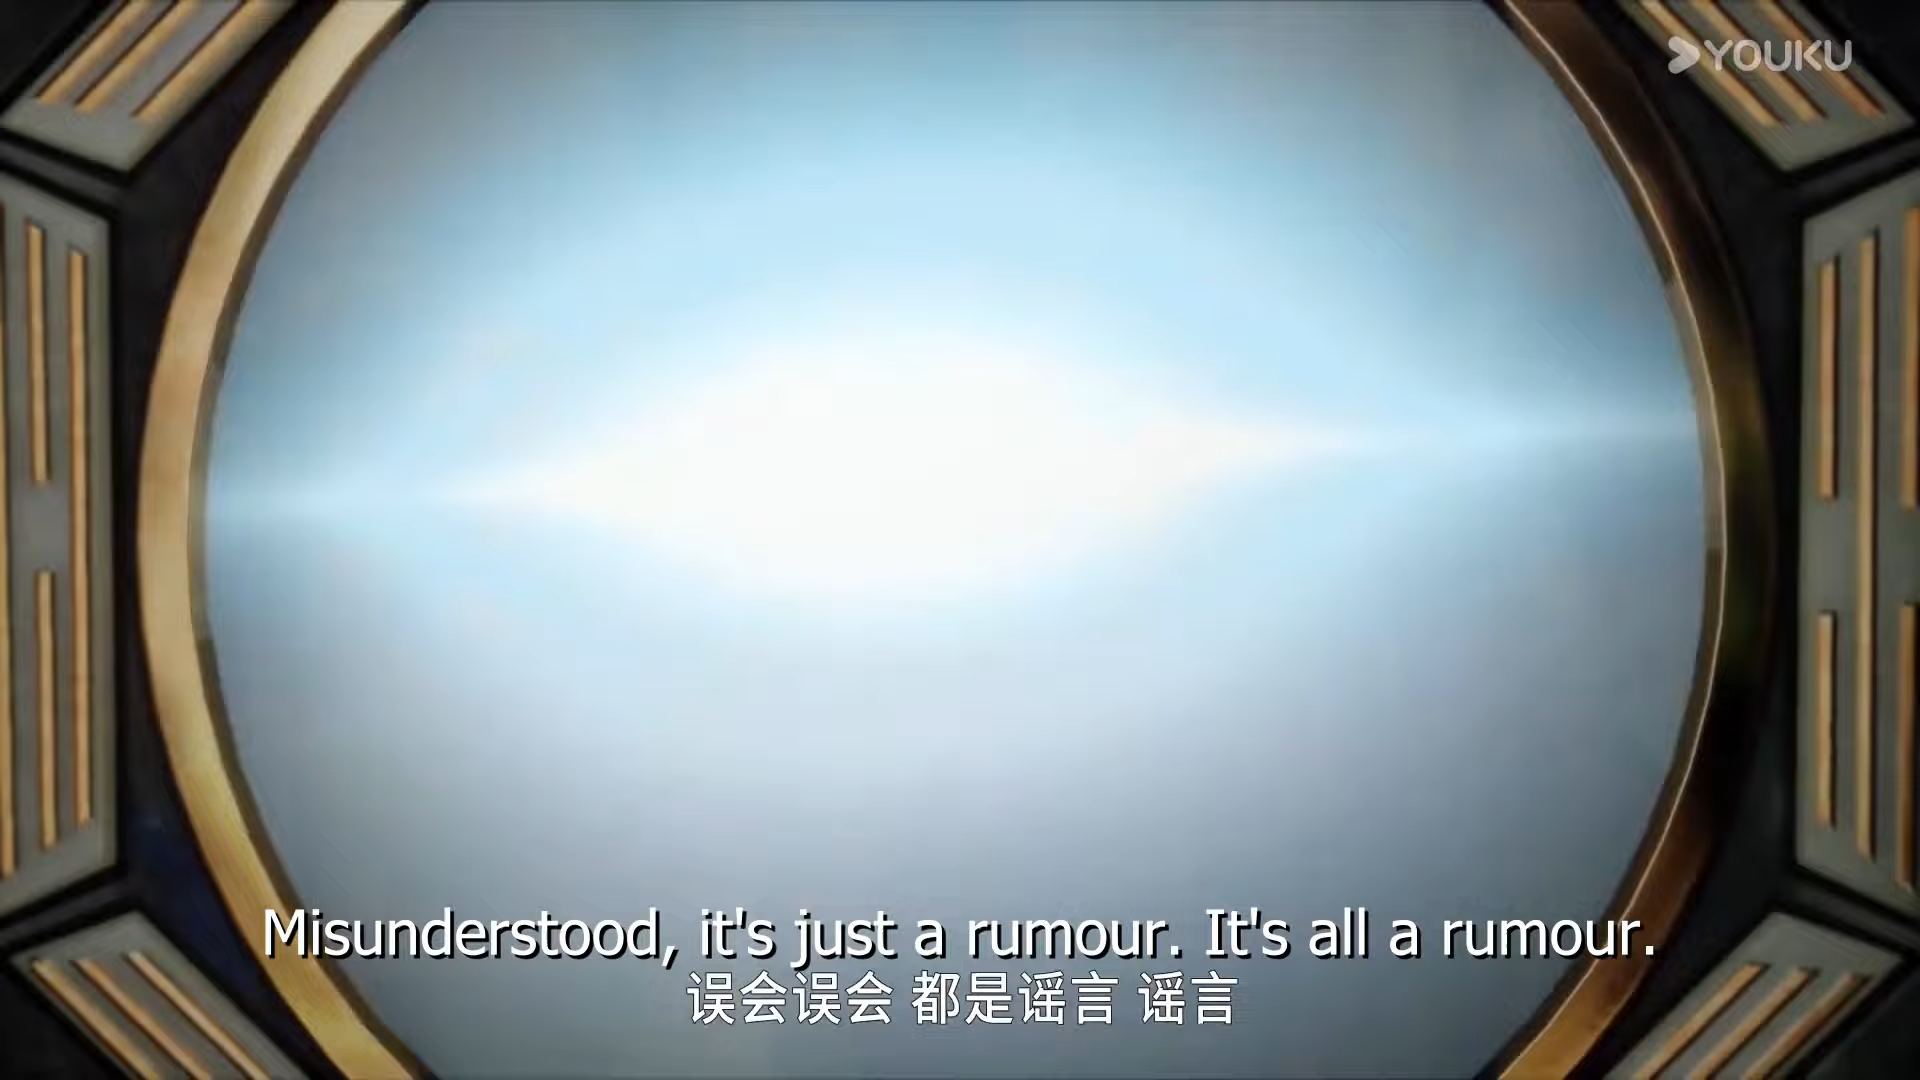 YOUKU
Misunderstood, it's just a rumour. It's all a rumour.
误会误会 都是谣言 谣言